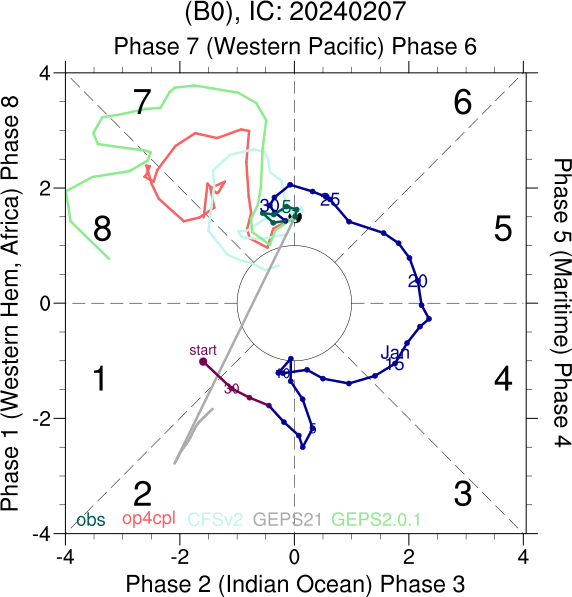 (B0), IC: 20240207
Phase 7 (Western Pacific) Phase 6
Phase 1 (Western Hem, Africa) Phase 8
Phase 5 (Maritime) Phase 4
4
2
0
-2
-4
7
6
8
5
1
4
2
3
30
5
25
20
Jan
15
10
5
start
30
obs op4cpl CFSv2 GEPS21 GEPS2.0.1
-4 -2 0 2 4
Phase 2 (Indian Ocean) Phase 3